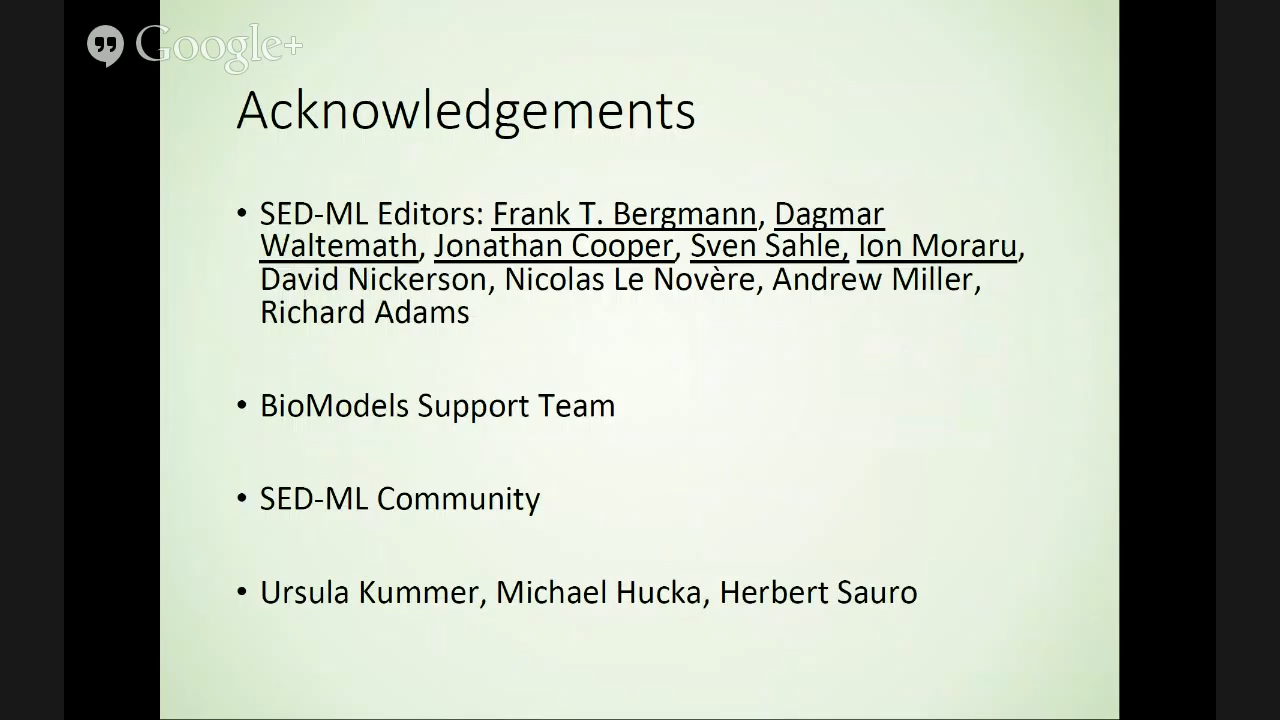 Google+
Acknowledgements
• SED-ML Editors: Frank T. Bergmann, Dagmar
Waltemath, Jonathan Cooper, Sven Sahle, Ion Moraru,
David Nickerson, Nicolas Le Novère, Andrew Miller,
Richard Adams
• BioModels Support Team
• SED-ML Community
• Ursula Kummer, Michael Hucka, Herbert Sauro